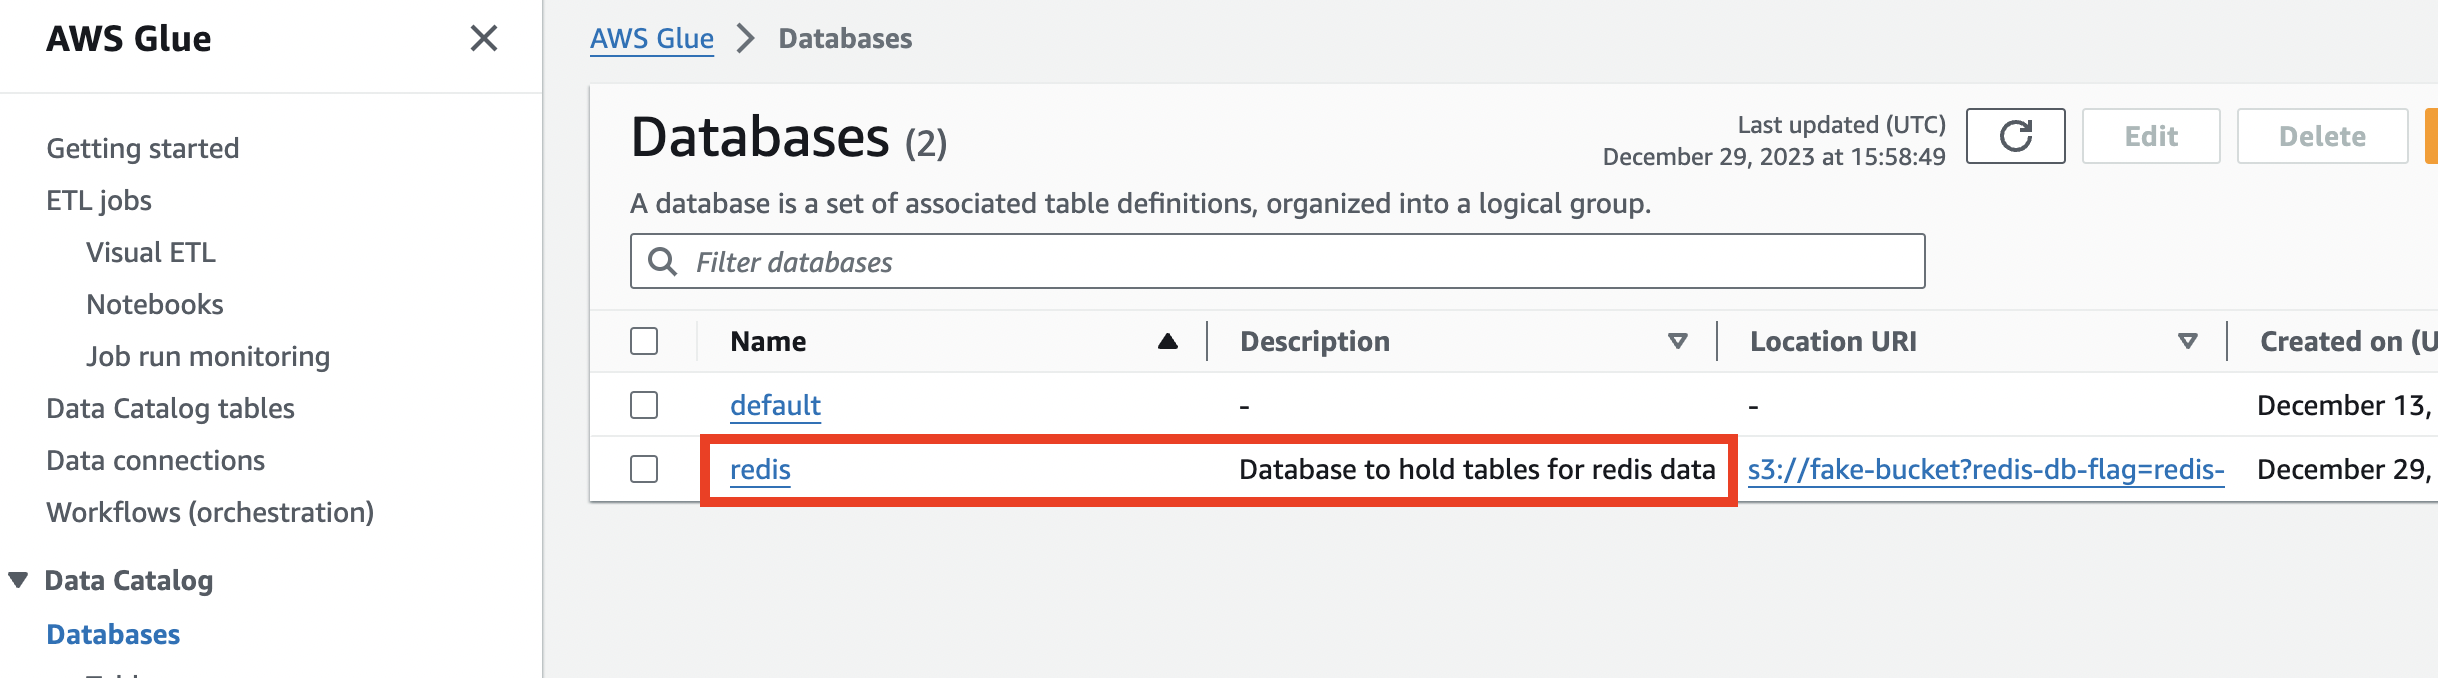 AWS Glue
Getting started
ETL jobs
Visual ETL
Notebooks
Job run monitoring
Data Catalog tables
Data connections
Workflows (orchestration)
Data Catalog
Databases
AWS Glue > Databases
Databases (2)
Last updated (UTC)
December 29, 2023 at 15:58:49
Edit
Delete
A database is a set of associated table definitions, organized into a logical group.
Filter databases
Name Description Location URI Created on (U
default - - December 13,
redis Database to hold tables for redis data s3://fake-bucket?redis-db-flag=redis- December 29,